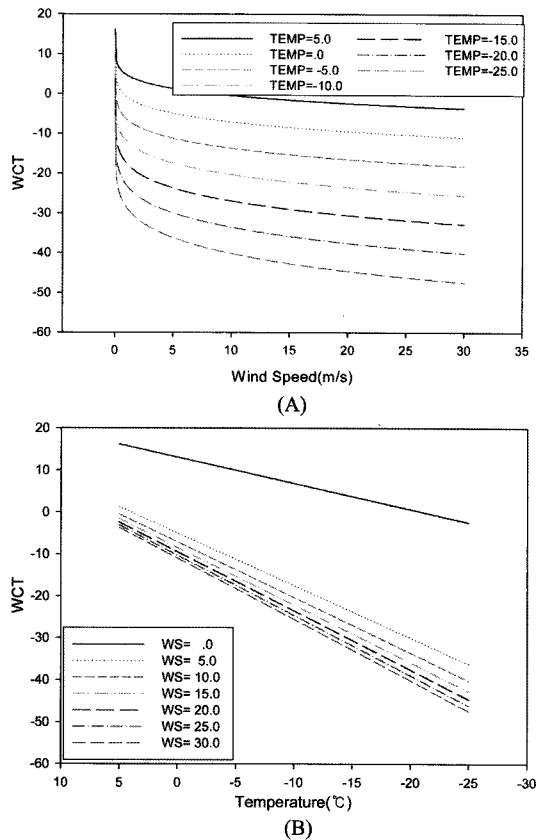 20
10
0
-10
-20
-30
-40
-50
-60
WCT
TEMP=5.0
TEMP=.0
TEMP= -5.0
TEMP=-10.0
TEMP=-15.0
TEMP=-20.0
TEMP=-25.0
0 5 10 15 20 25 30 35
Wind Speed(m/s)
(A)
20
10
0
-10
-20
-30
-40
-50
-60
WCT
WS= .0
WS= 5.0
WS= 10.0
WS= 15.0
WS= 20.0
WS= 25.0
WS= 30.0
10 5 0 -5 -10 -15 -20 -25 -30
Temperature(℃)
(B)